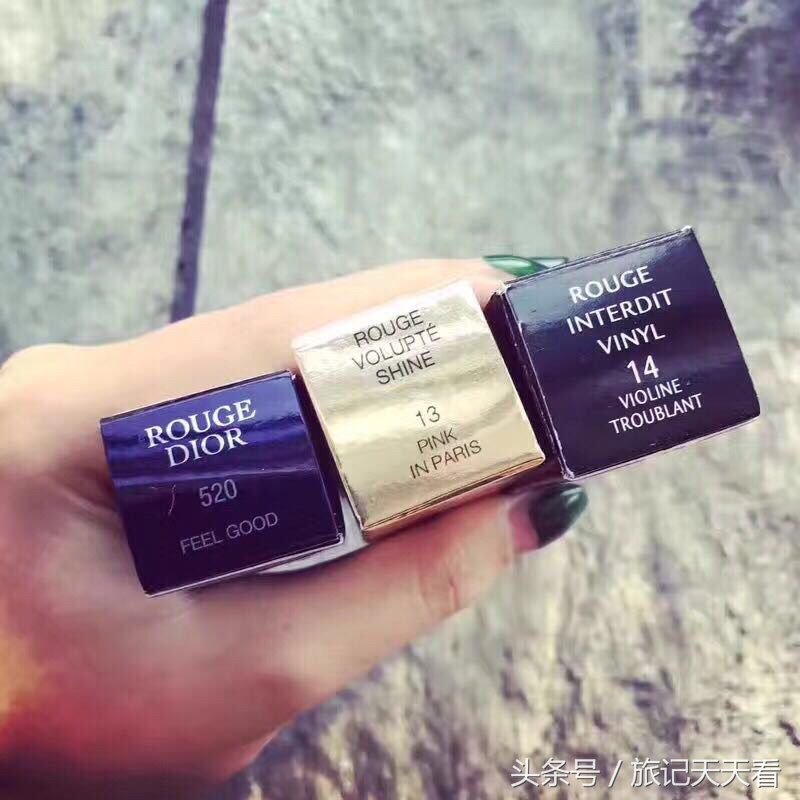 ROUGE
DIOR
520
FEEL GOOD
ROUGE
VOLUPTÉ
SHINE
13
PINK
IN PARIS
ROUGE
INTERDIT
VINYL
14
VIOLINE
TROUBLANT
头条号 / 旅记天天看